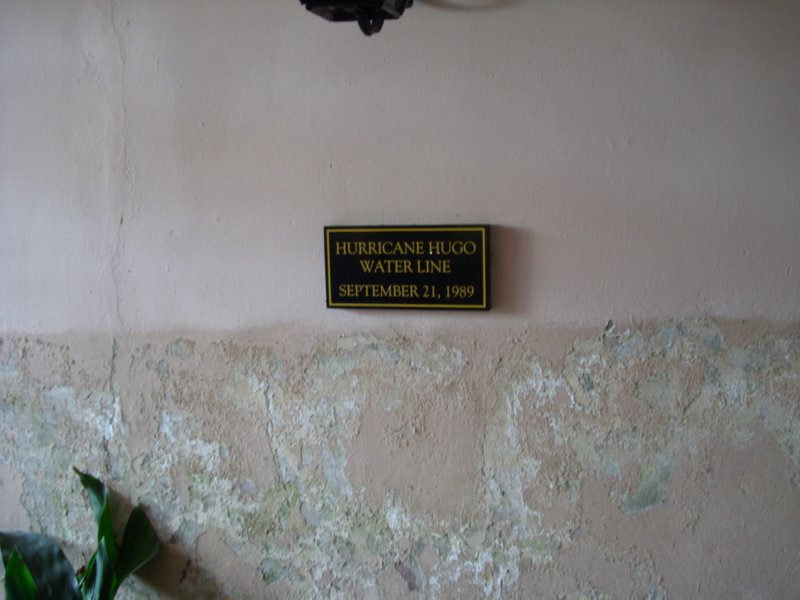 HURRICANE HUGO
WATER LINE
SEPTEMBER 21, 1989